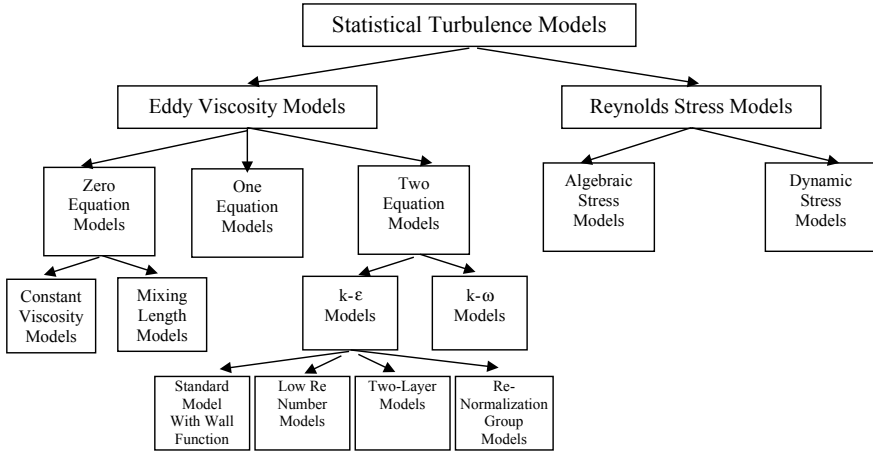 Statistical Turbulence Models
Eddy Viscosity Models
Reynolds Stress Models
Zero
Equation
Models
One
Equation
Models
Two
Equation
Models
Algebraic
Stress
Models
Dynamic
Stress
Models
Constant
Viscosity
Models
Mixing
Length
Models
k-ε
Models
k-ω
Models
Standard
Model
With Wall
Function
Low Re
Number
Models
Two-Layer
Models
Re-
Normalization
Group
Models